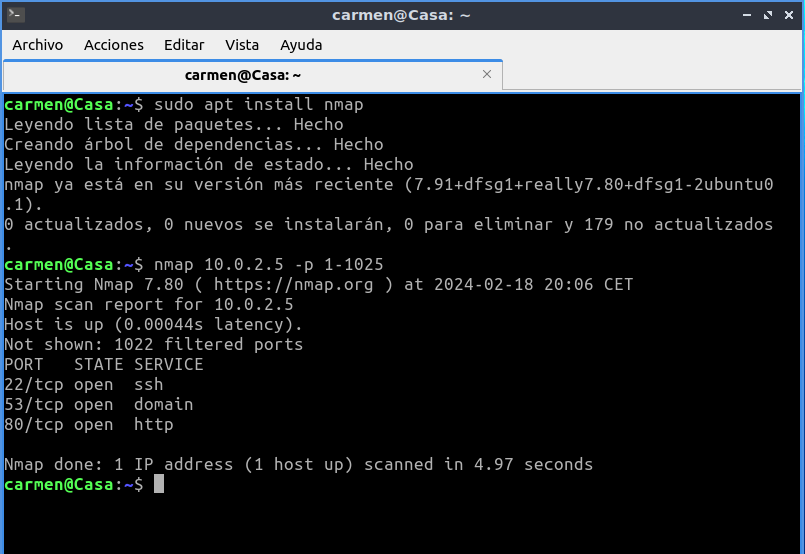 carmen@Casa: ~
Archivo Acciones Editar Vista Ayuda
carmen@Casa: ~
carmen@Casa:~$ sudo apt install nmap
Leyendo lista de paquetes... Hecho
Creando árbol de dependencias... Hecho
Leyendo la información de estado... Hecho
nmap ya está en su versión más reciente (7.91+dfsg1+really7.80+dfsg1-2ubuntu0
.1).
0 actualizados, 0 nuevos se instalarán, 0 para eliminar y 179 no actualizados
.
carmen@Casa:~$ nmap 10.0.2.5 -p 1-1025
Starting Nmap 7.80 ( https://nmap.org ) at 2024-02-18 20:06 CET
Nmap scan report for 10.0.2.5
Host is up (0.00044s latency).
Not shown: 1022 filtered ports
PORT   STATE SERVICE
22/tcp open  ssh
53/tcp open  domain
80/tcp open  http
Nmap done: 1 IP address (1 host up) scanned in 4.97 seconds
carmen@Casa:~$